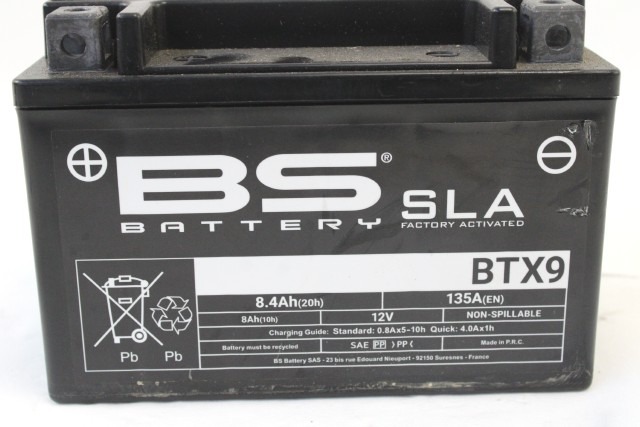 BS®
BATTERY
SLA
FACTORY ACTIVATED
BTX9
8.4Ah(20h) 135A(EN)
8Ah(10h) 12V NON-SPILLABLE
Charging Guide: Standard: 0.8Ax5-10h Quick: 4.0Ax1h
Battery must be recycled SAE PP 〉PP〈 Made in P.R.C.
BS Battery SAS - 23 bis rue Edouard Nieuport - 92150 Suresnes - France
Pb Pb